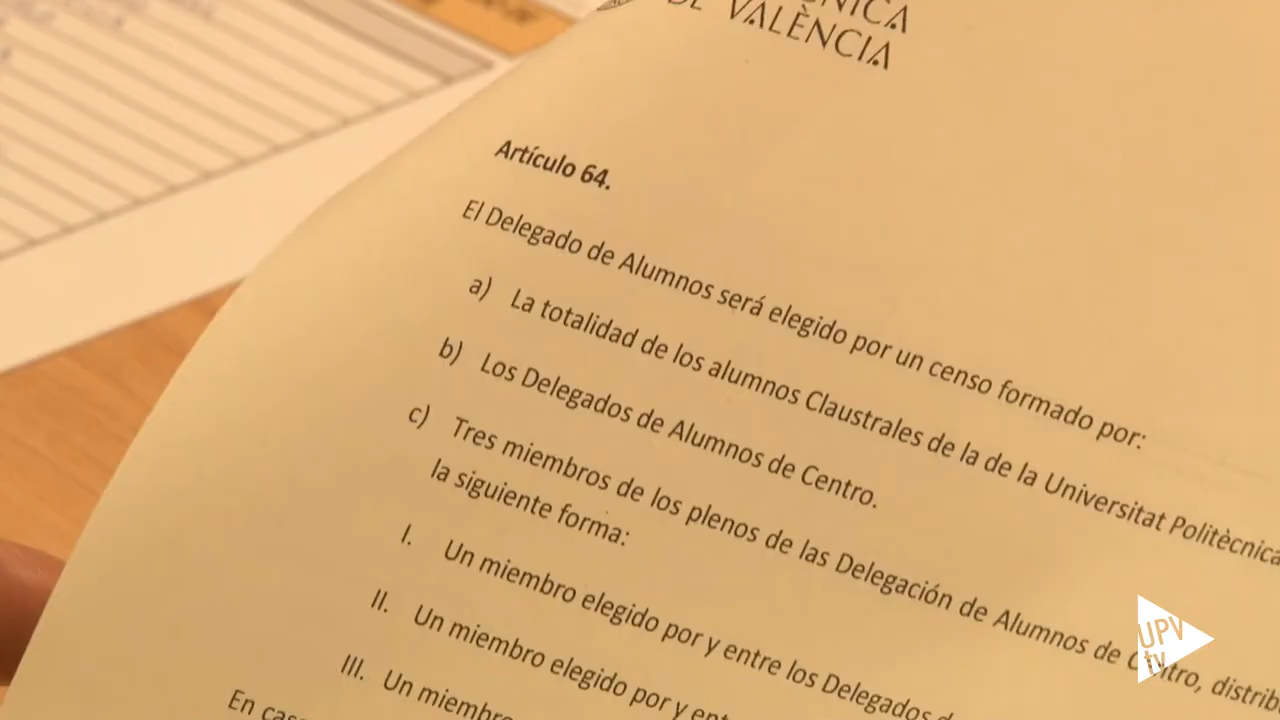 DE VALÈNCIA
Artículo 64.
El Delegado de Alumnos será elegido por un censo formado por:
a) La totalidad de los alumnos Claustrales de la de la Universitat Politècnica
b) Los Delegados de Alumnos de Centro.
c) Tres miembros de los plenos de las Delegación de Alumnos de Centro,
la siguiente forma:
I. Un miembro elegido por y entre los Delegados
II. Un miembro elegido por y
III. Un
En
UPV
tv